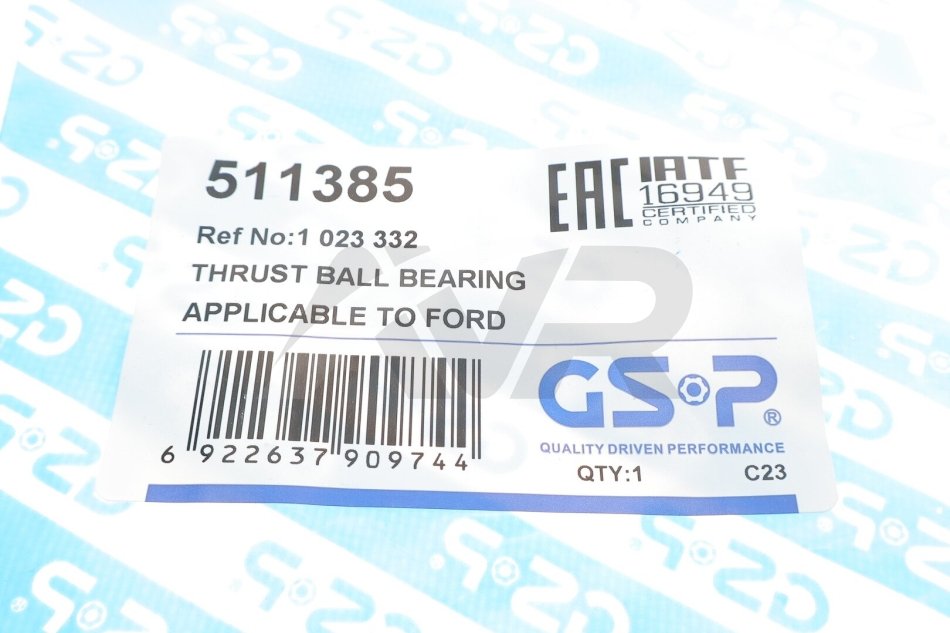 511385
EAC
IATF
16949
CERTIFIED
COMPANY
Ref No:1 023 332
THRUST BALL BEARING
APPLICABLE TO FORD
6 922637 909744
GSP®
QUALITY DRIVEN PERFORMANCE
QTY:1
C23